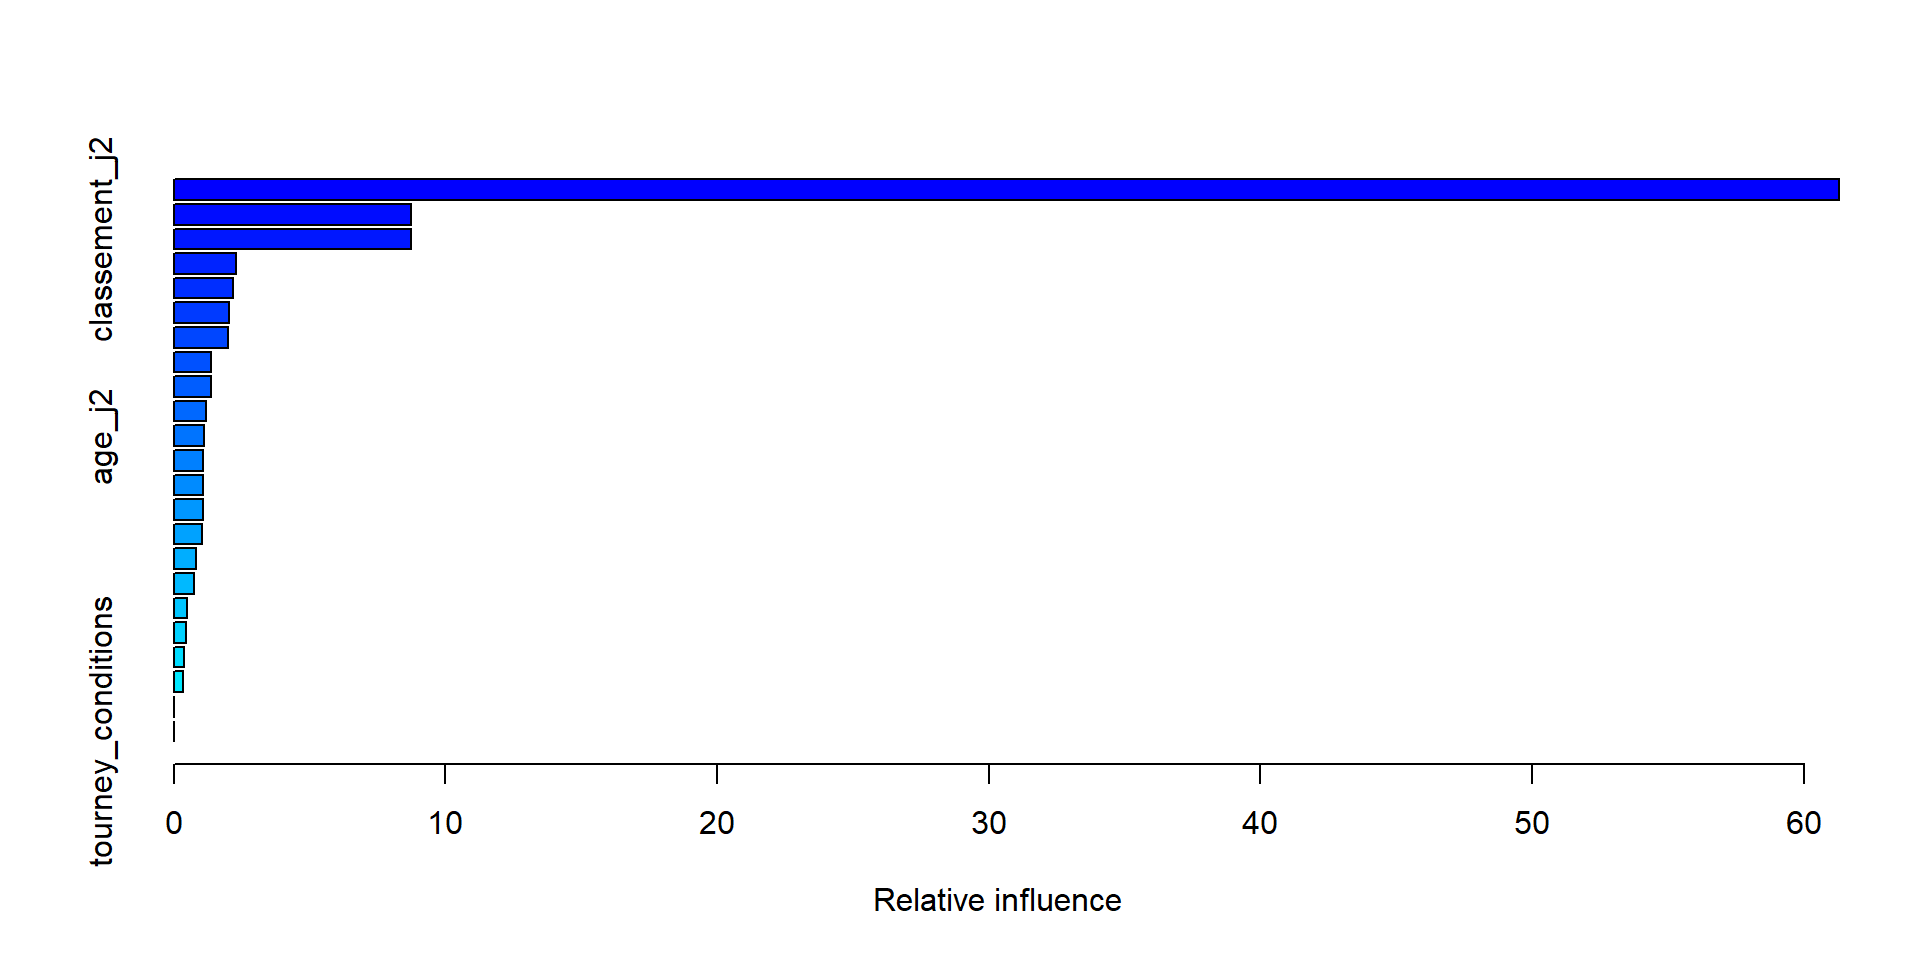 classement_j2
age_j2
tourney_conditions
0 10 20 30 40 50 60
Relative influence